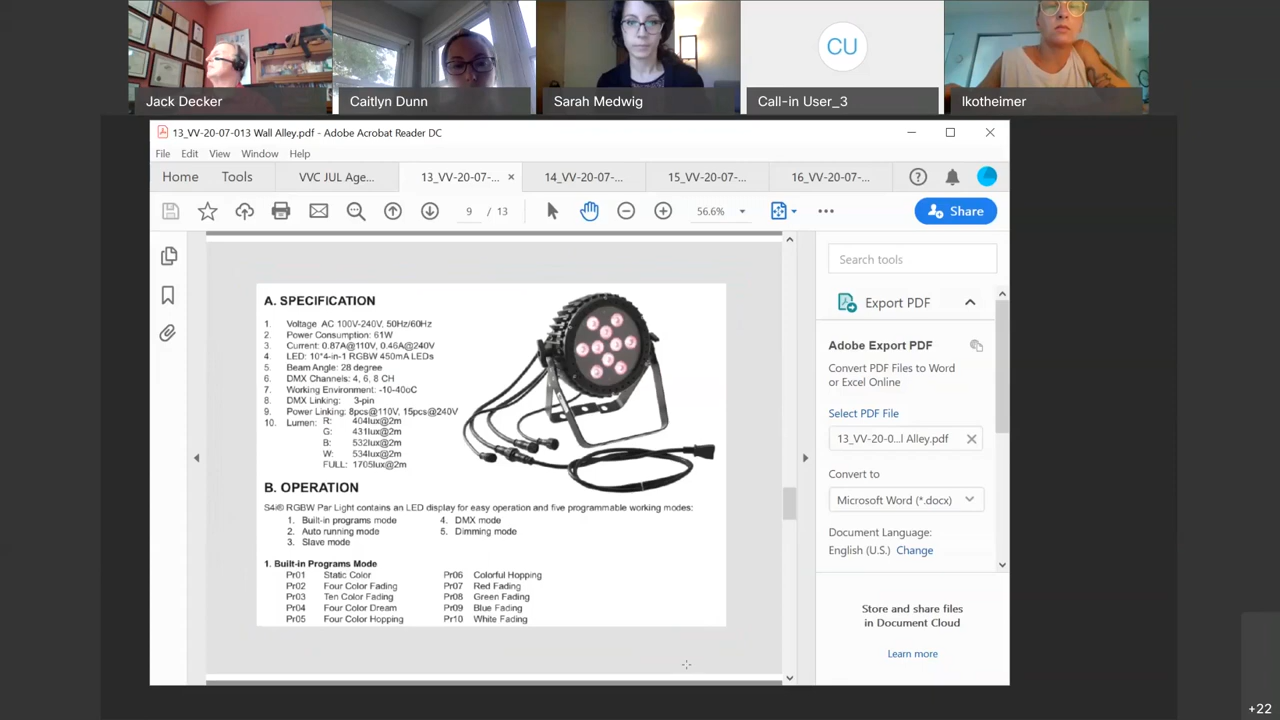 CU
Jack Decker
Caitlyn Dunn
Sarah Medwig
Call-in User_3
lkotheimer
13_VV-20-07-013 Wall Alley.pdf - Adobe Acrobat Reader DC
File Edit View Window Help
Home Tools VVC JUL Age... 13_VV-20-07-... × 14_VV-20-07-... 15_VV-20-07-... 16_VV-20-07-...
9 / 13 56.6% Share
A. SPECIFICATION
1. Voltage AC 100V-240V, 50Hz/60Hz
2. Power Consumption: 61W
3. Current: 0.87A@110V, 0.46A@240V
4. LED: 10*4-in-1 RGBW 450mA LEDs
5. Beam Angle: 28 degree
6. DMX Channels: 4, 6, 8 CH
7. Working Environment: -10-40oC
8. DMX Linking: 3-pin
9. Power Linking: 8pcs@110V, 15pcs@240V
10. Lumen: R: 404lux@2m
G: 431lux@2m
B: 532lux@2m
W: 534lux@2m
FULL: 1705lux@2m
B. OPERATION
S4i® RGBW Par Light contains an LED display for easy operation and five programmable working modes:
1. Built-in programs mode 4. DMX mode
2. Auto running mode 5. Dimming mode
3. Slave mode
1. Built-in Programs Mode
Pr01 Static Color Pr06 Colorful Hopping
Pr02 Four Color Fading Pr07 Red Fading
Pr03 Ten Color Fading Pr08 Green Fading
Pr04 Four Color Dream Pr09 Blue Fading
Pr05 Four Color Hopping Pr10 White Fading
Search tools
Export PDF
Adobe Export PDF
Convert PDF Files to Word
or Excel Online
Select PDF File
13_VV-20-0...l Alley.pdf
Convert to
Microsoft Word (*.docx)
Document Language:
English (U.S.) Change
Store and share files
in Document Cloud
Learn more
+22